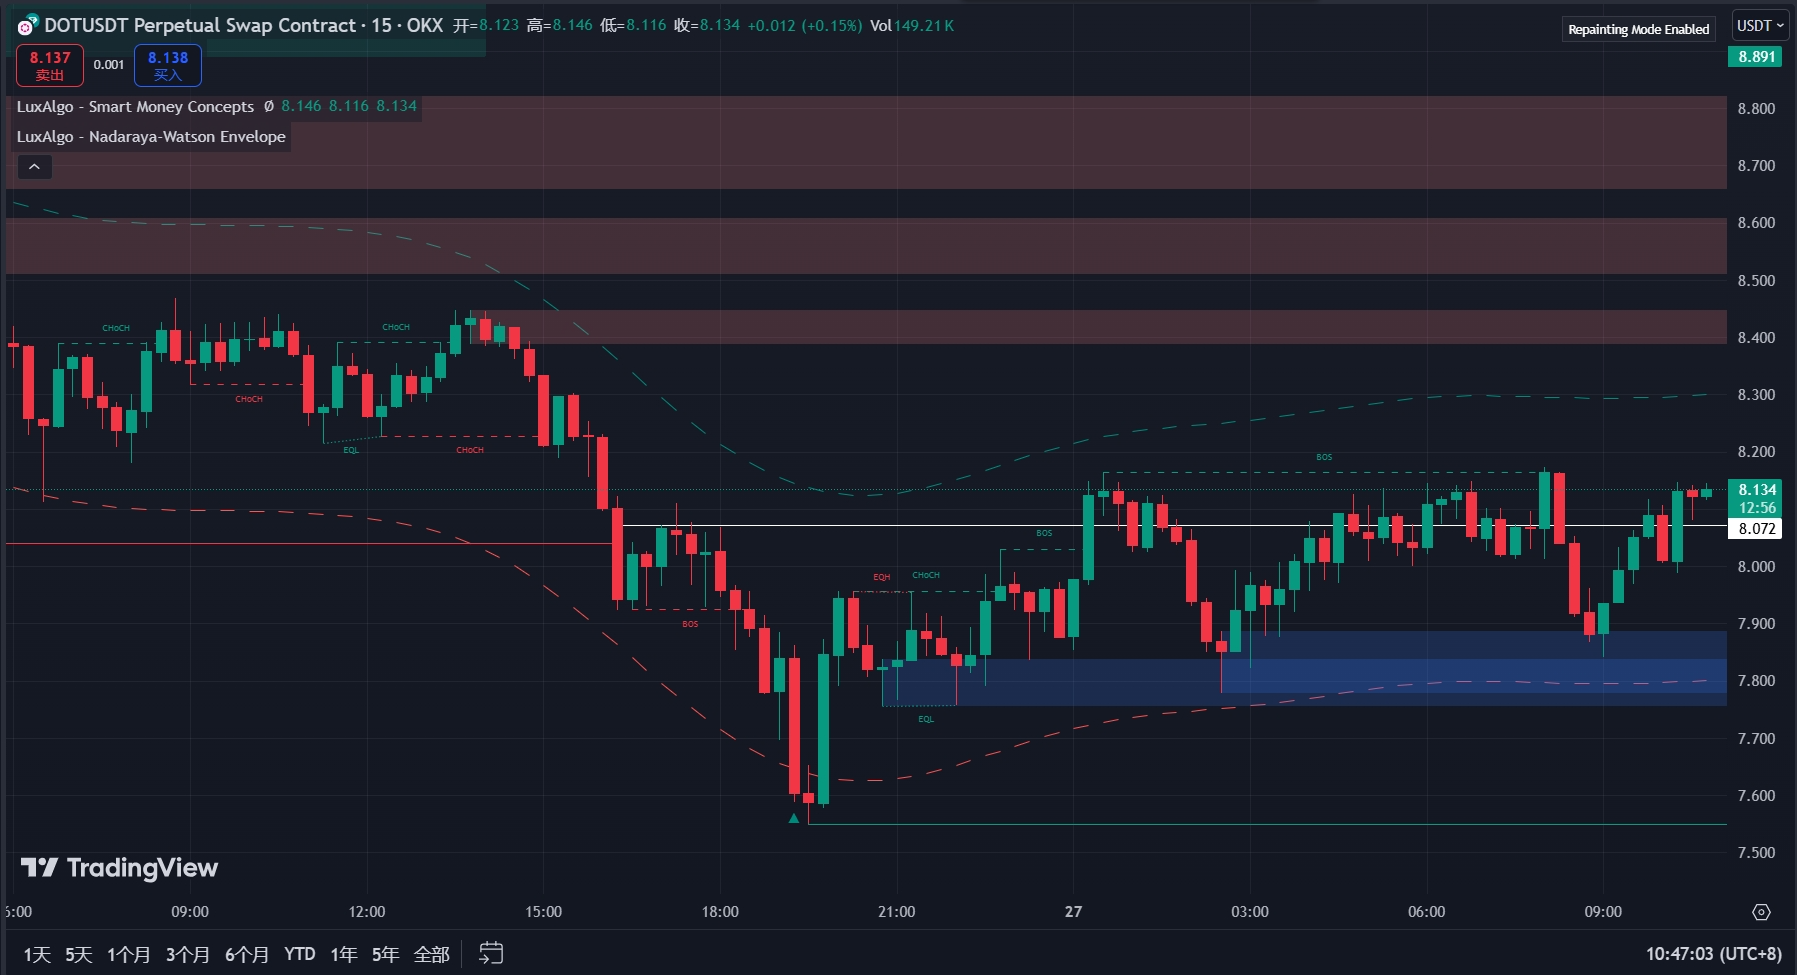 DOTUSDT Perpetual Swap Contract · 15 · OKX 开=8.123 高=8.146 低=8.116 收=8.134 +0.012 (+0.15%) Vol149.21K
Repainting Mode Enabled
USDT
8.137
卖出
0.001
8.138
买入
8.891
LuxAlgo - Smart Money Concepts Ø 8.146 8.116 8.134
LuxAlgo - Nadaraya-Watson Envelope
8.800
8.700
8.600
8.500
8.400
8.300
8.200
8.134
12:56
8.072
8.000
7.900
7.800
7.700
7.600
7.500
CHoCH
CHoCH
CHoCH
EQL
CHoCH
BOS
BOS
EQH
CHoCH
BOS
EQL
TradingView
6:00 09:00 12:00 15:00 18:00 21:00 27 03:00 06:00 09:00
1天 5天 1个月 3个月 6个月 YTD 1年 5年 全部
10:47:03 (UTC+8)